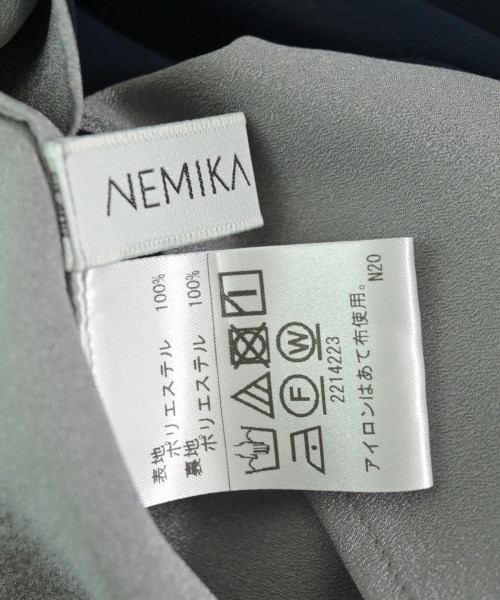 NEMIKA
表地
ポリエステル 100%
裏地
ポリエステル 100%
F W
2214223
アイロンはあて布使用。
N20